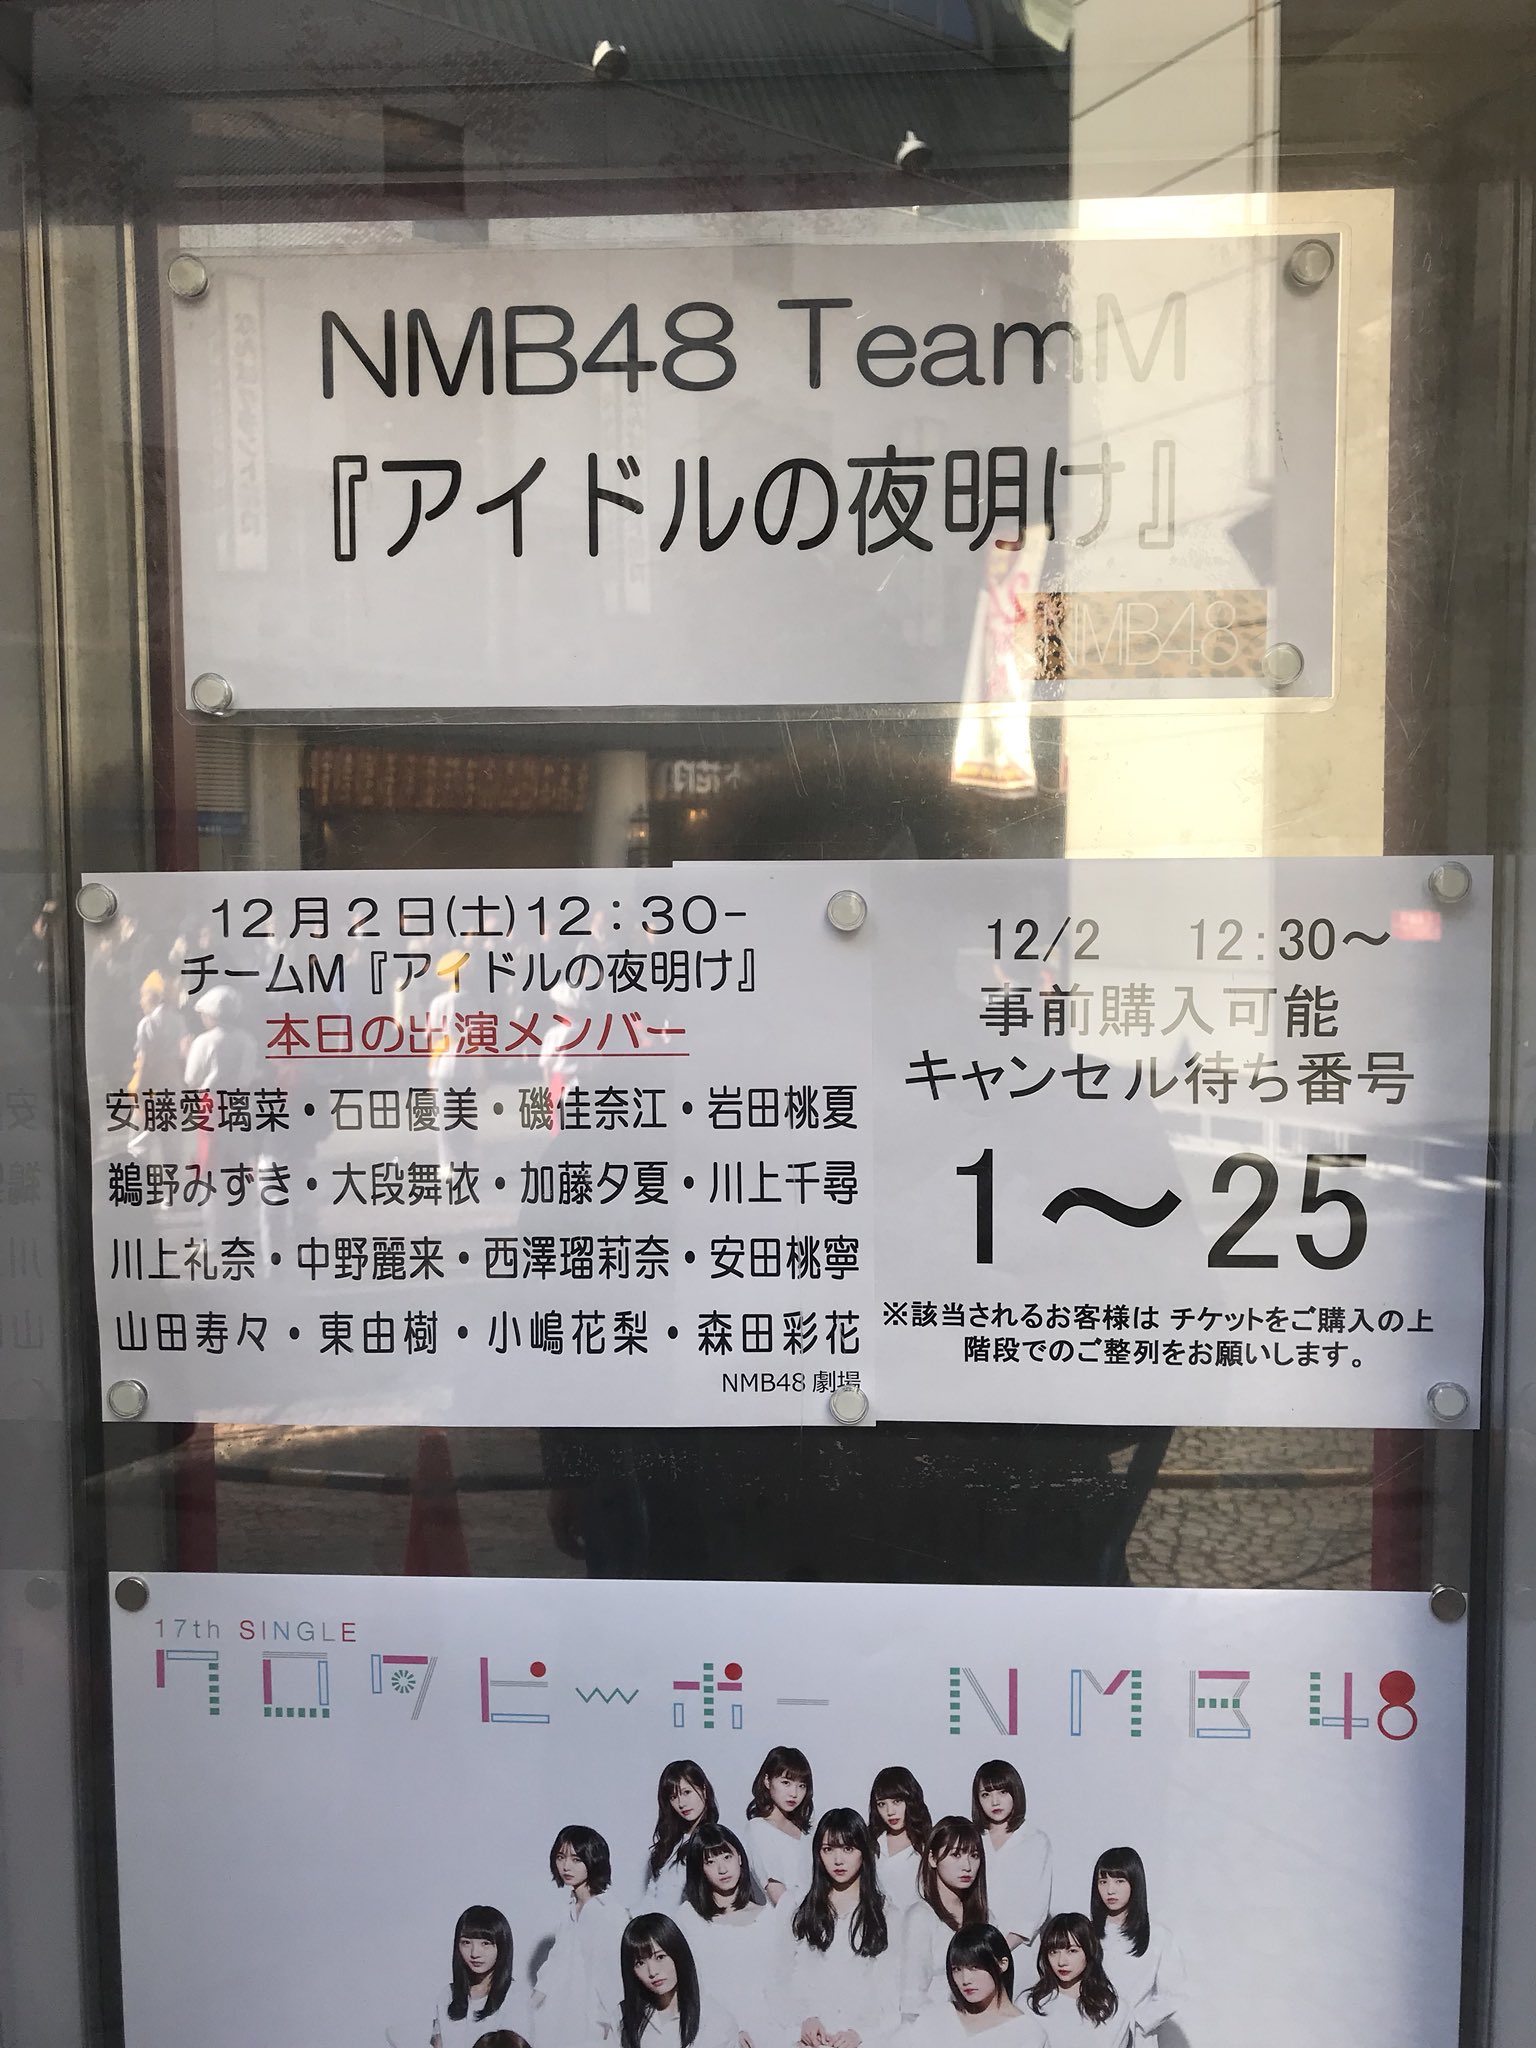 NMB48 TeamM
『アイドルの夜明け』
NMB48
12月2日(土)12：30-
チームM『アイドルの夜明け』
本日の出演メンバー
安藤愛璃菜・石田優美・磯佳奈江・岩田桃夏
鵜野みずき・大段舞依・加藤夕夏・川上千尋
川上礼奈・中野麗来・西澤瑠莉奈・安田桃寧
山田寿々・東由樹・小嶋花梨・森田彩花
NMB48 劇場
12/2 12:30～
事前購入可能
キャンセル待ち番号
1～25
※該当されるお客様は チケットをご購入の上
階段でのご整列をお願いします。
17th SINGLE
ワロタピーポー NMB48